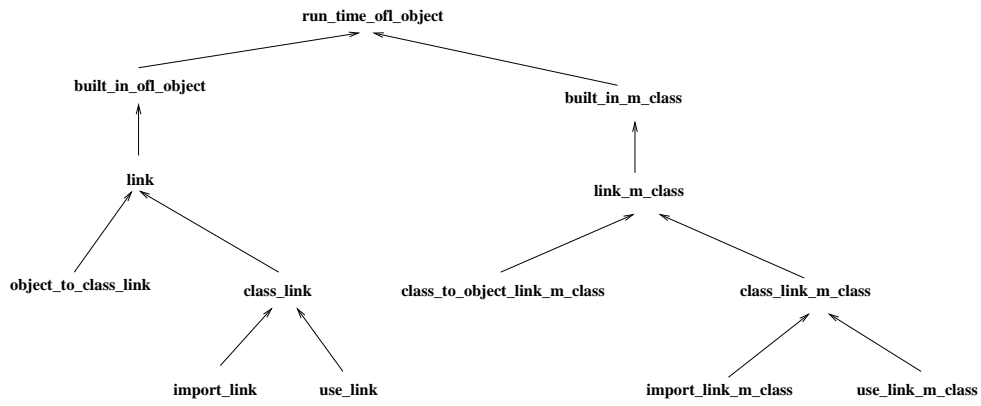 run_time_ofl_object
built_in_ofl_object
built_in_m_class
link
link_m_class
object_to_class_link
class_link
class_to_object_link_m_class
class_link_m_class
import_link
use_link
import_link_m_class
use_link_m_class